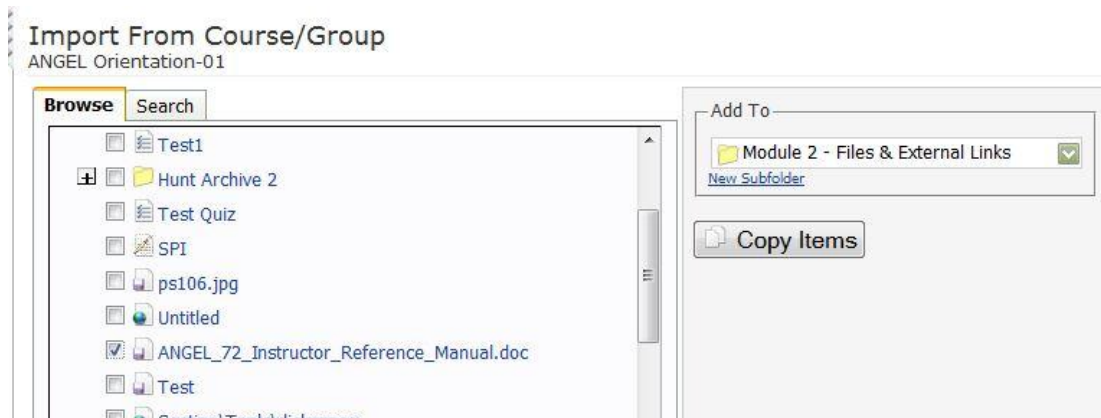 Import From Course/Group
ANGEL Orientation-01
Browse
Search
Test1
Hunt Archive 2
Test Quiz
SPI
ps106.jpg
Untitled
ANGEL_72_Instructor_Reference_Manual.doc
Test
Add To
Module 2 - Files & External Links
New Subfolder
Copy Items